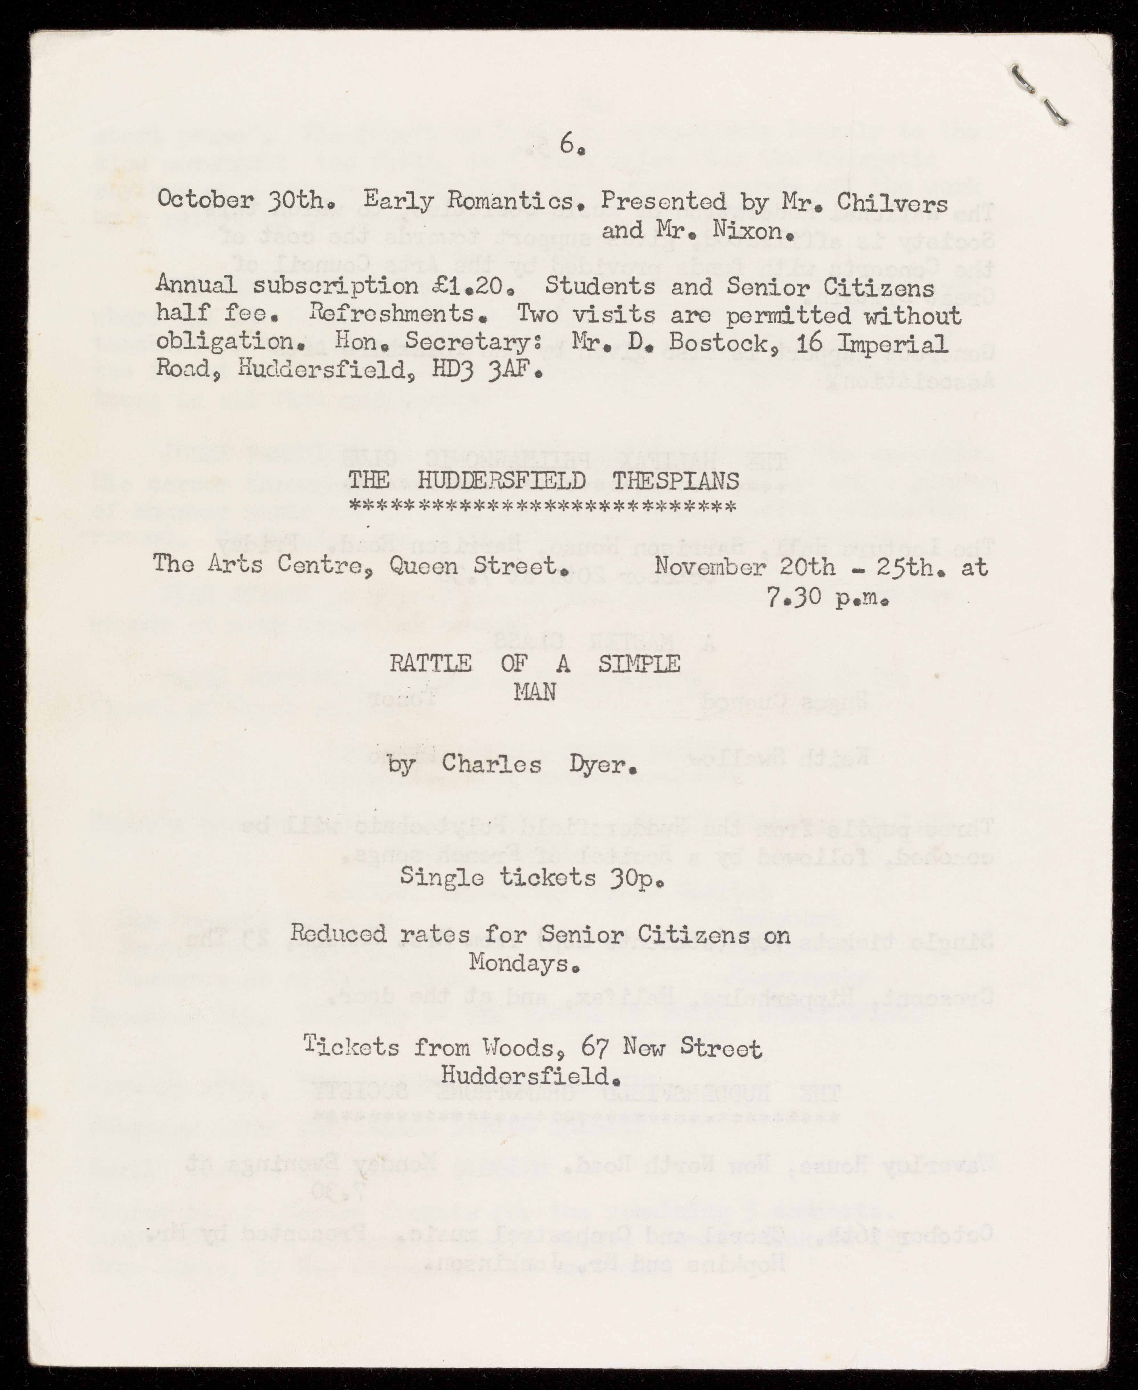 6.
October 30th. Early Romantics. Presented by Mr. Chilvers
and Mr. Nixon.
Annual subscription £1.20. Students and Senior Citizens
half fee. Refreshments. Two visits are permitted without
obligation. Hon. Secretary: Mr. D. Bostock, 16 Imperial
Road, Huddersfield, HD3 3AF.
THE HUDDERSFIELD THESPIANS
****************************
The Arts Centre, Queen Street. November 20th - 25th. at
7.30 p.m.
RATTLE OF A SIMPLE
MAN
by Charles Dyer.
Single tickets 30p.
Reduced rates for Senior Citizens on
Mondays.
Tickets from Woods, 67 New Street
Huddersfield.